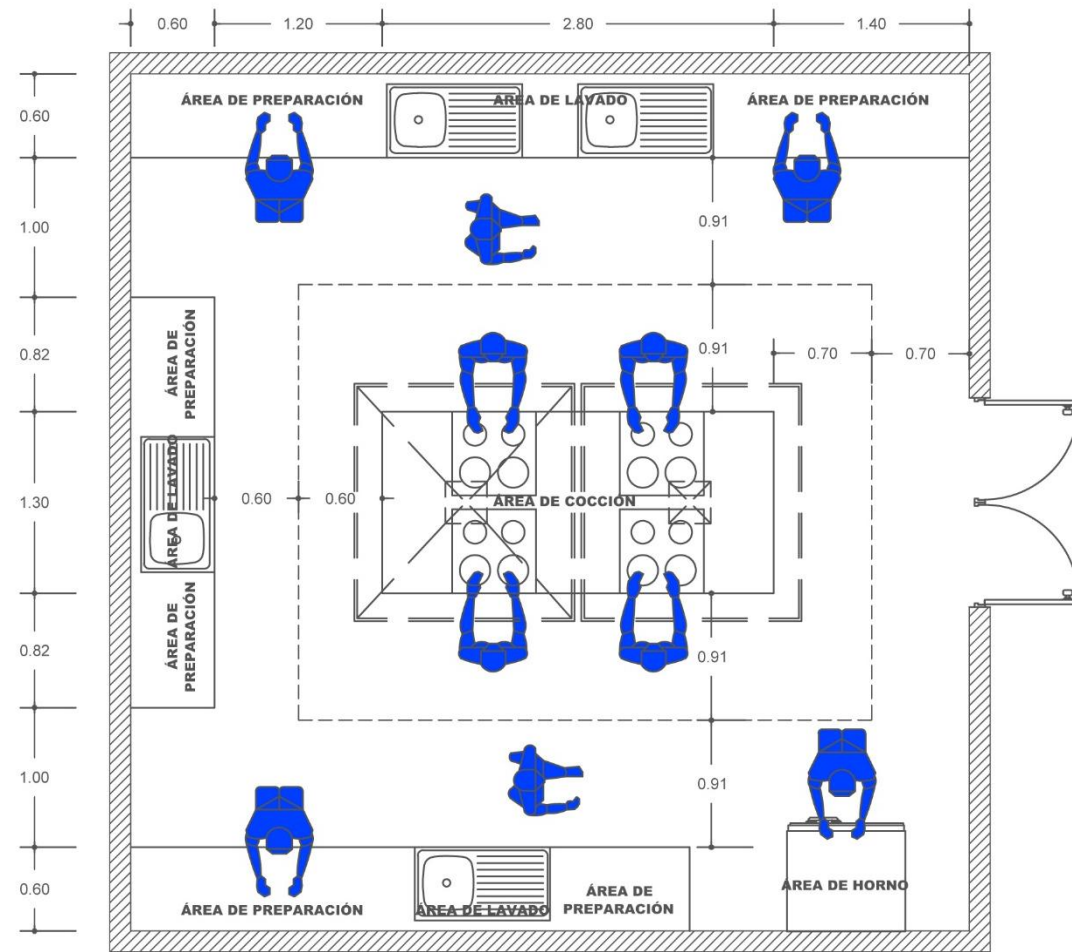 0.60
1.20
2.80
1.40
0.60
1.00
0.82
1.30
0.82
1.00
0.60
ÁREA DE PREPARACIÓN
ÁREA DE LAVADO
ÁREA DE PREPARACIÓN
0.91
0.91
0.70
0.70
ÁREA DE
PREPARACIÓN
ÁREA DE LAVADO
ÁREA DE
PREPARACIÓN
0.60
0.60
ÁREA DE COCCIÓN
0.91
0.91
ÁREA DE PREPARACIÓN
ÁREA DE LAVADO
ÁREA DE
PREPARACIÓN
ÁREA DE HORNO